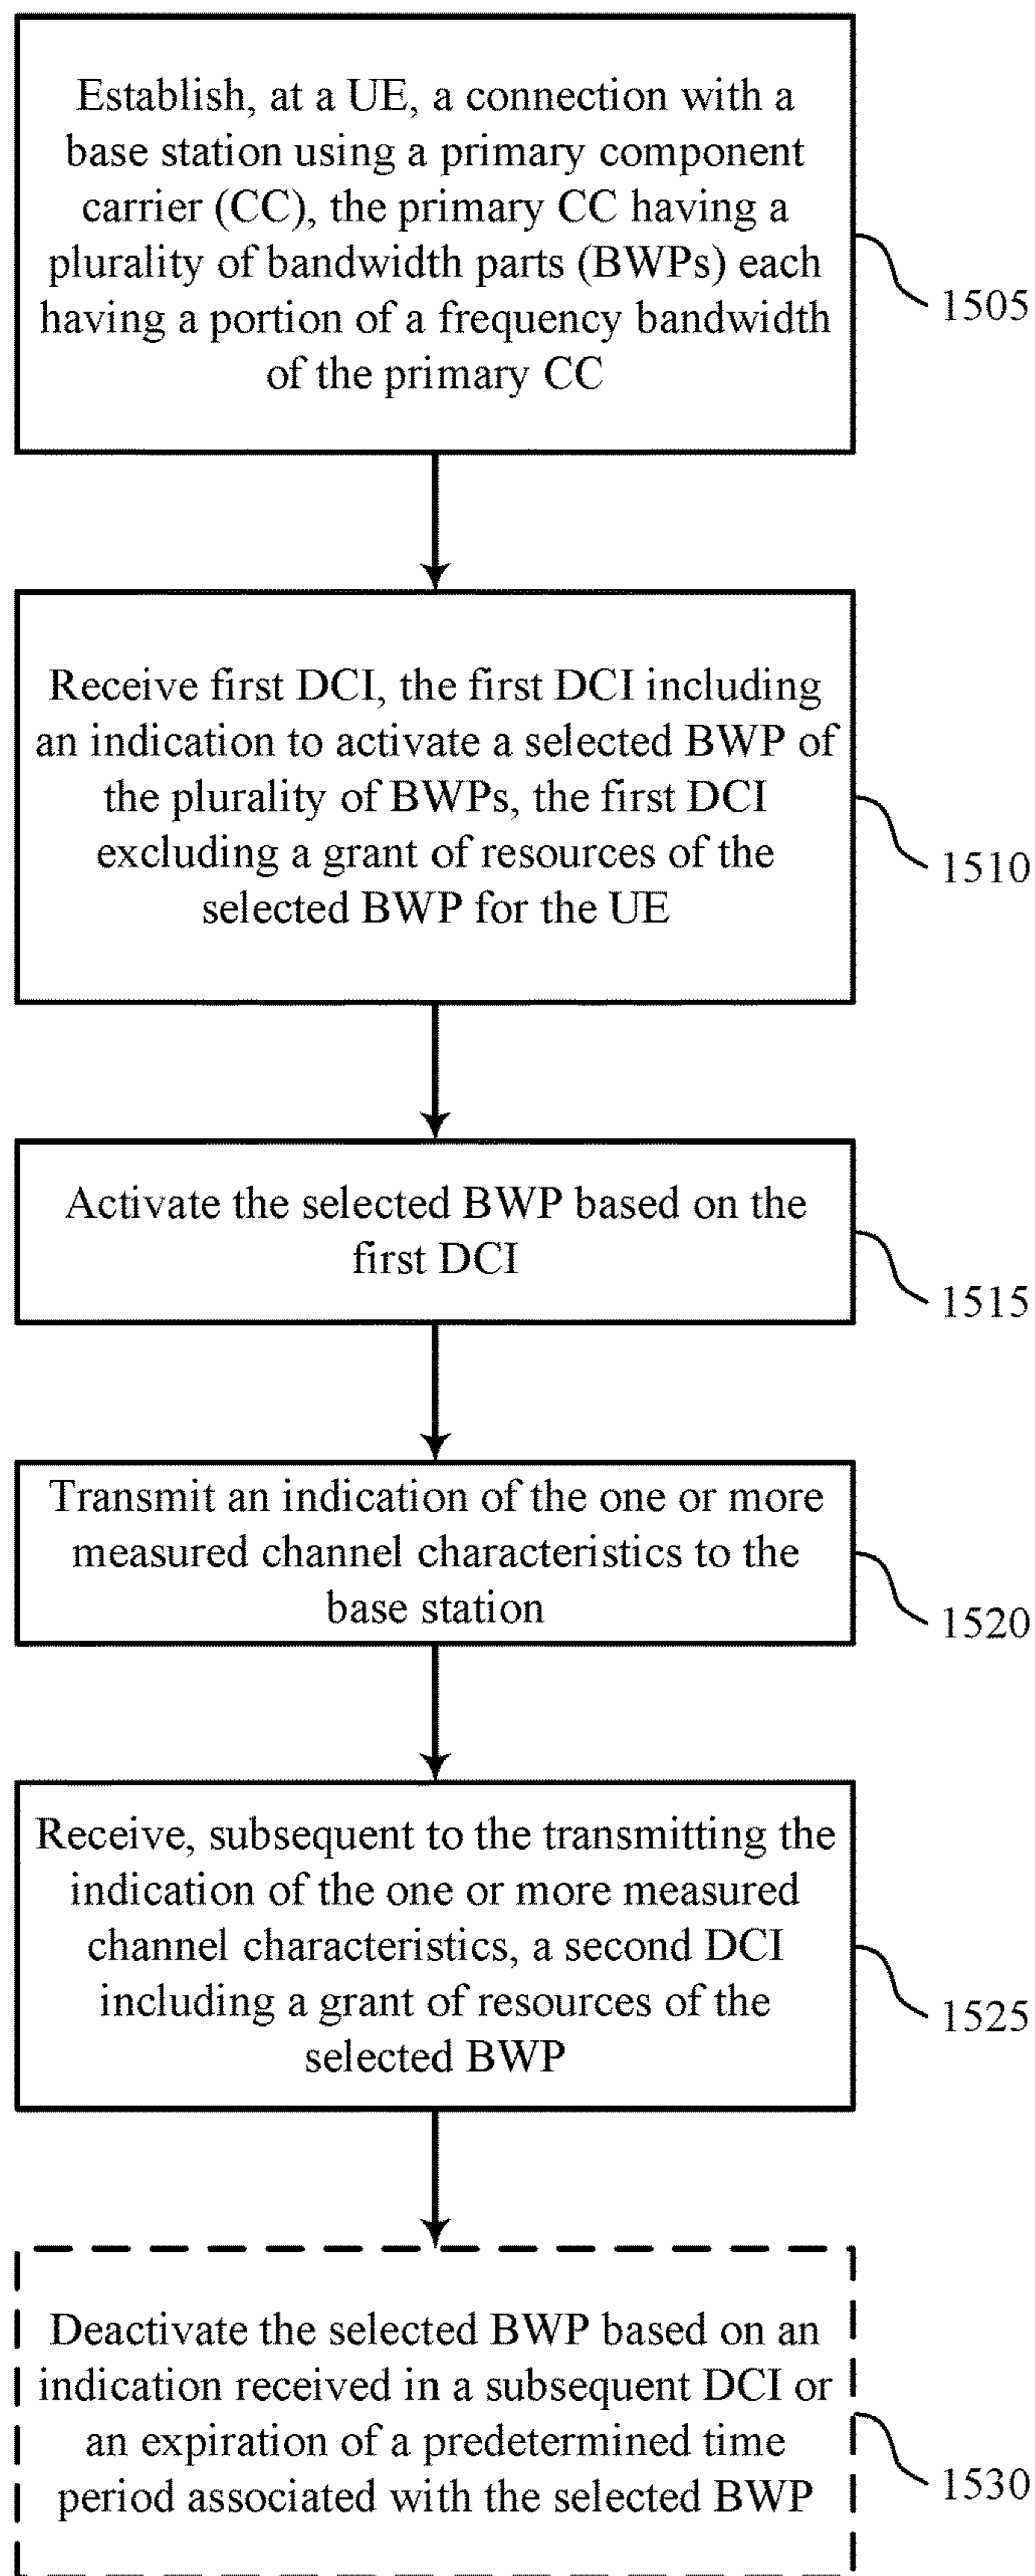 Establish, at a UE, a connection with a
base station using a primary component
carrier (CC), the primary CC having a
plurality of bandwidth parts (BWPs) each
having a portion of a frequency bandwidth
of the primary CC
1505
Receive first DCI, the first DCI including
an indication to activate a selected BWP of
the plurality of BWPs, the first DCI
excluding a grant of resources of the
selected BWP for the UE
1510
Activate the selected BWP based on the
first DCI
1515
Transmit an indication of the one or more
measured channel characteristics to the
base station
1520
Receive, subsequent to the transmitting the
indication of the one or more measured
channel characteristics, a second DCI
including a grant of resources of the
selected BWP
1525
Deactivate the selected BWP based on an
indication received in a subsequent DCI or
an expiration of a predetermined time
period associated with the selected BWP
1530